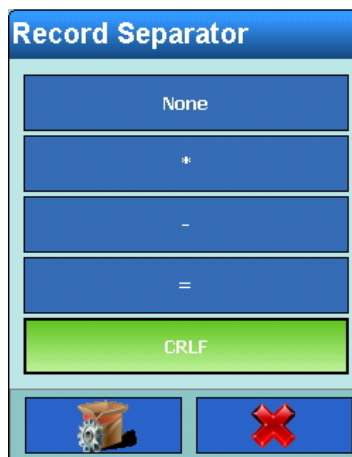 Record Separator
None
*
-
=
CRLF